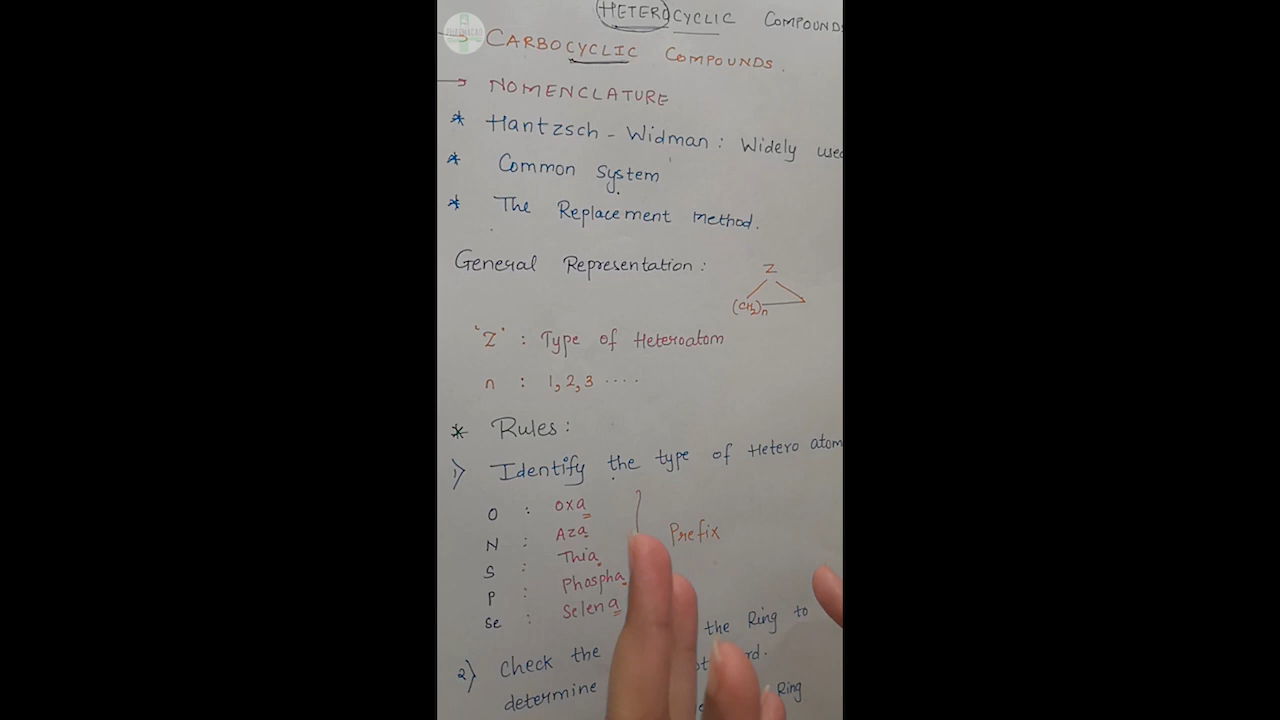 HETEROCYCLIC COMPOUNDS
→ CARBOCYCLIC COMPOUNDS.
→ NOMENCLATURE
* Hantzsch - Widman : Widely used
* Common System
* The Replacement method.
General Representation :
Z
(CH2)n
'Z' : Type of Heteroatom
n : 1, 2, 3 ....
* Rules :
1) Identify the type of Hetero atom
O : oxa
N : Aza
S : Thia
P : Phospha
Se : Selena
Prefix
2) Check the the Ring to
determine
Ring